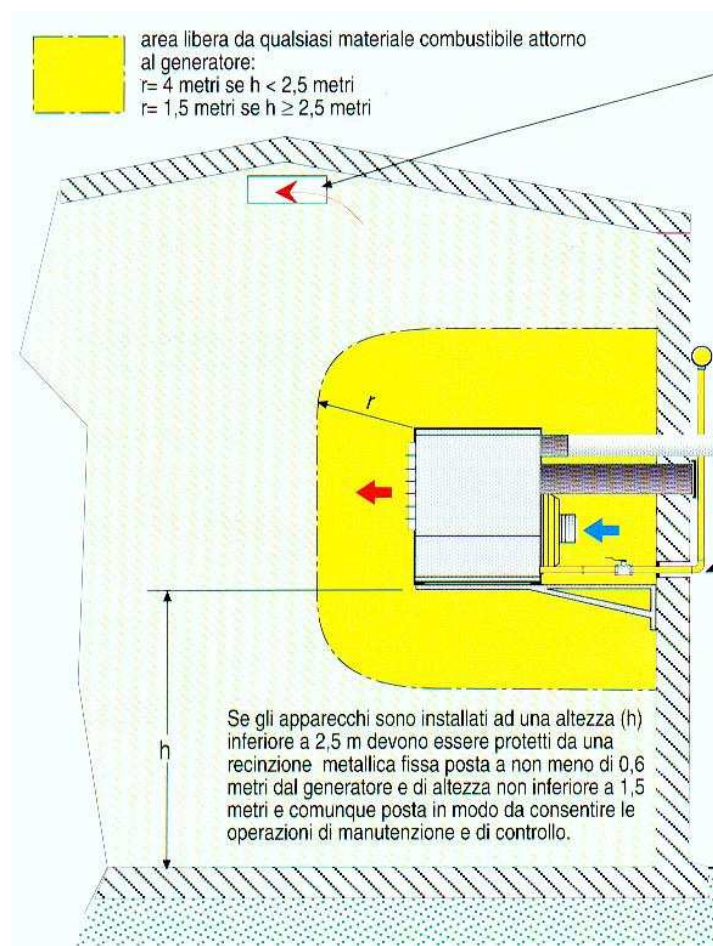 area libera da qualsiasi materiale combustibile attorno
al generatore:
r= 4 metri se h < 2,5 metri
r= 1,5 metri se h ≥ 2,5 metri
r
h
Se gli apparecchi sono installati ad una altezza (h)
inferiore a 2,5 m devono essere protetti da una
recinzione metallica fissa posta a non meno di 0,6
metri dal generatore e di altezza non inferiore a 1,5
metri e comunque posta in modo da consentire le
operazioni di manutenzione e di controllo.